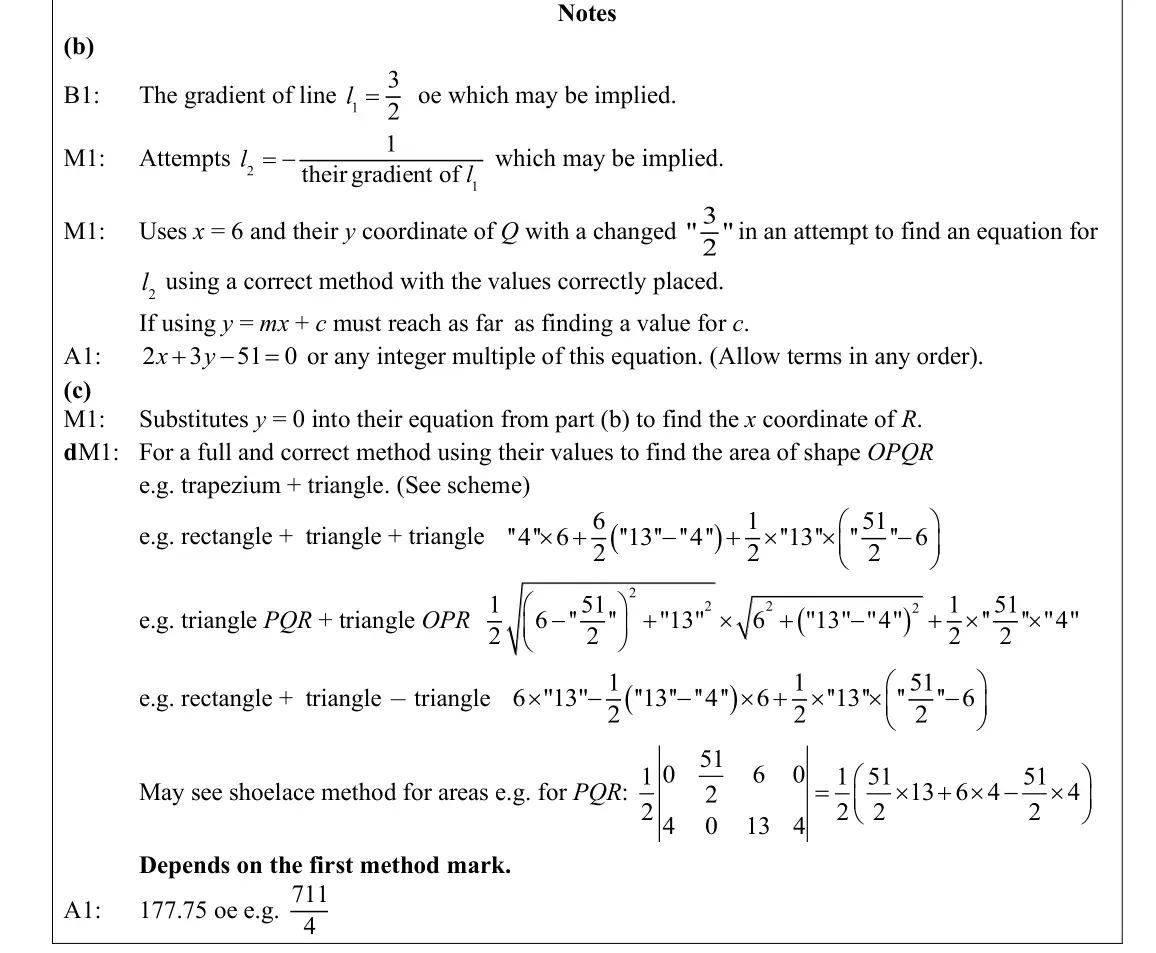 Notes
(b)
B1: The gradient of line l₁ = 3/2 oe which may be implied.
M1: Attempts l₂ = − 1/(their gradient of l₁) which may be implied.
M1: Uses x = 6 and their y coordinate of Q with a changed "3/2" in an attempt to find an equation for
l₂ using a correct method with the values correctly placed.
If using y = mx + c must reach as far as finding a value for c.
A1: 2x+3y−51=0 or any integer multiple of this equation. (Allow terms in any order).
(c)
M1: Substitutes y = 0 into their equation from part (b) to find the x coordinate of R.
dM1: For a full and correct method using their values to find the area of shape OPQR
e.g. trapezium + triangle. (See scheme)
e.g. rectangle + triangle + triangle "4"×6+6/2("13"−"4")+1/2×"13"×("51/2"−6)
e.g. triangle PQR + triangle OPR 1/2√((6−"51/2")²+"13"²)×√(6²+("13"−"4")²)+1/2×"51/2"×"4"
e.g. rectangle + triangle − triangle 6×"13"−1/2("13"−"4")×6+1/2×"13"×("51/2"−6)
May see shoelace method for areas e.g. for PQR: 1/2|0 51/2 6 0; 4 0 13 4|=1/2(51/2×13+6×4−51/2×4)
Depends on the first method mark.
A1: 177.75 oe e.g. 711/4